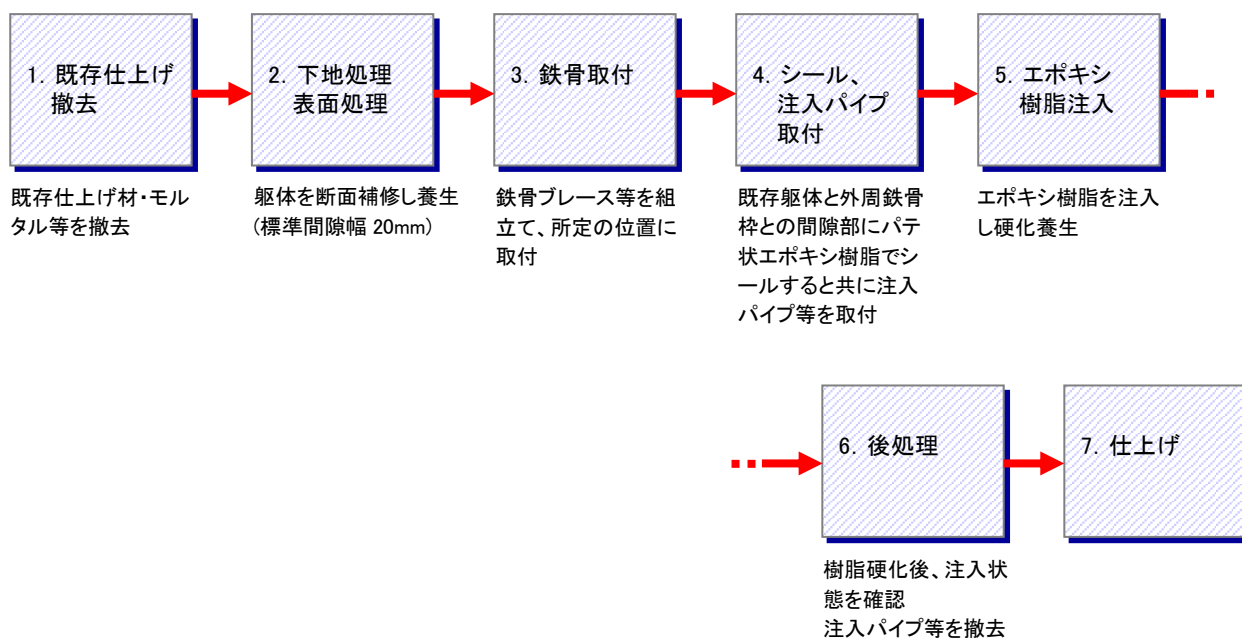 1. 既存仕上げ
撤去
既存仕上げ材・モル
タル等を撤去
2. 下地処理
表面処理
躯体を断面補修し養生
(標準間隙幅 20mm)
3. 鉄骨取付
鉄骨ブレース等を組
立て、所定の位置に
取付
4. シール、
注入パイプ
取付
既存躯体と外周鉄骨
枠との間隙部にパテ
状エポキシ樹脂でシ
ールすると共に注入
パイプ等を取付
5. エポキシ
樹脂注入
エポキシ樹脂を注入
し硬化養生
6. 後処理
樹脂硬化後、注入状
態を確認
注入パイプ等を撤去
7. 仕上げ